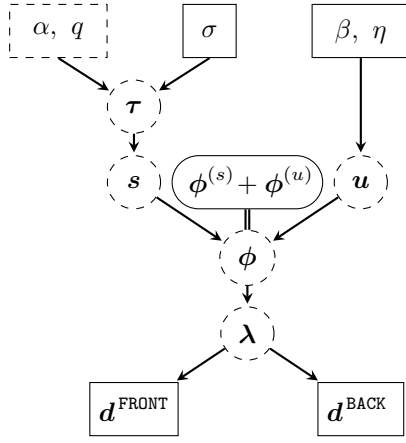 α, q
σ
β, η
τ
s
ϕ⁽ˢ⁾ + ϕ⁽ᵘ⁾
u
ϕ
λ
d^FRONT
d^BACK